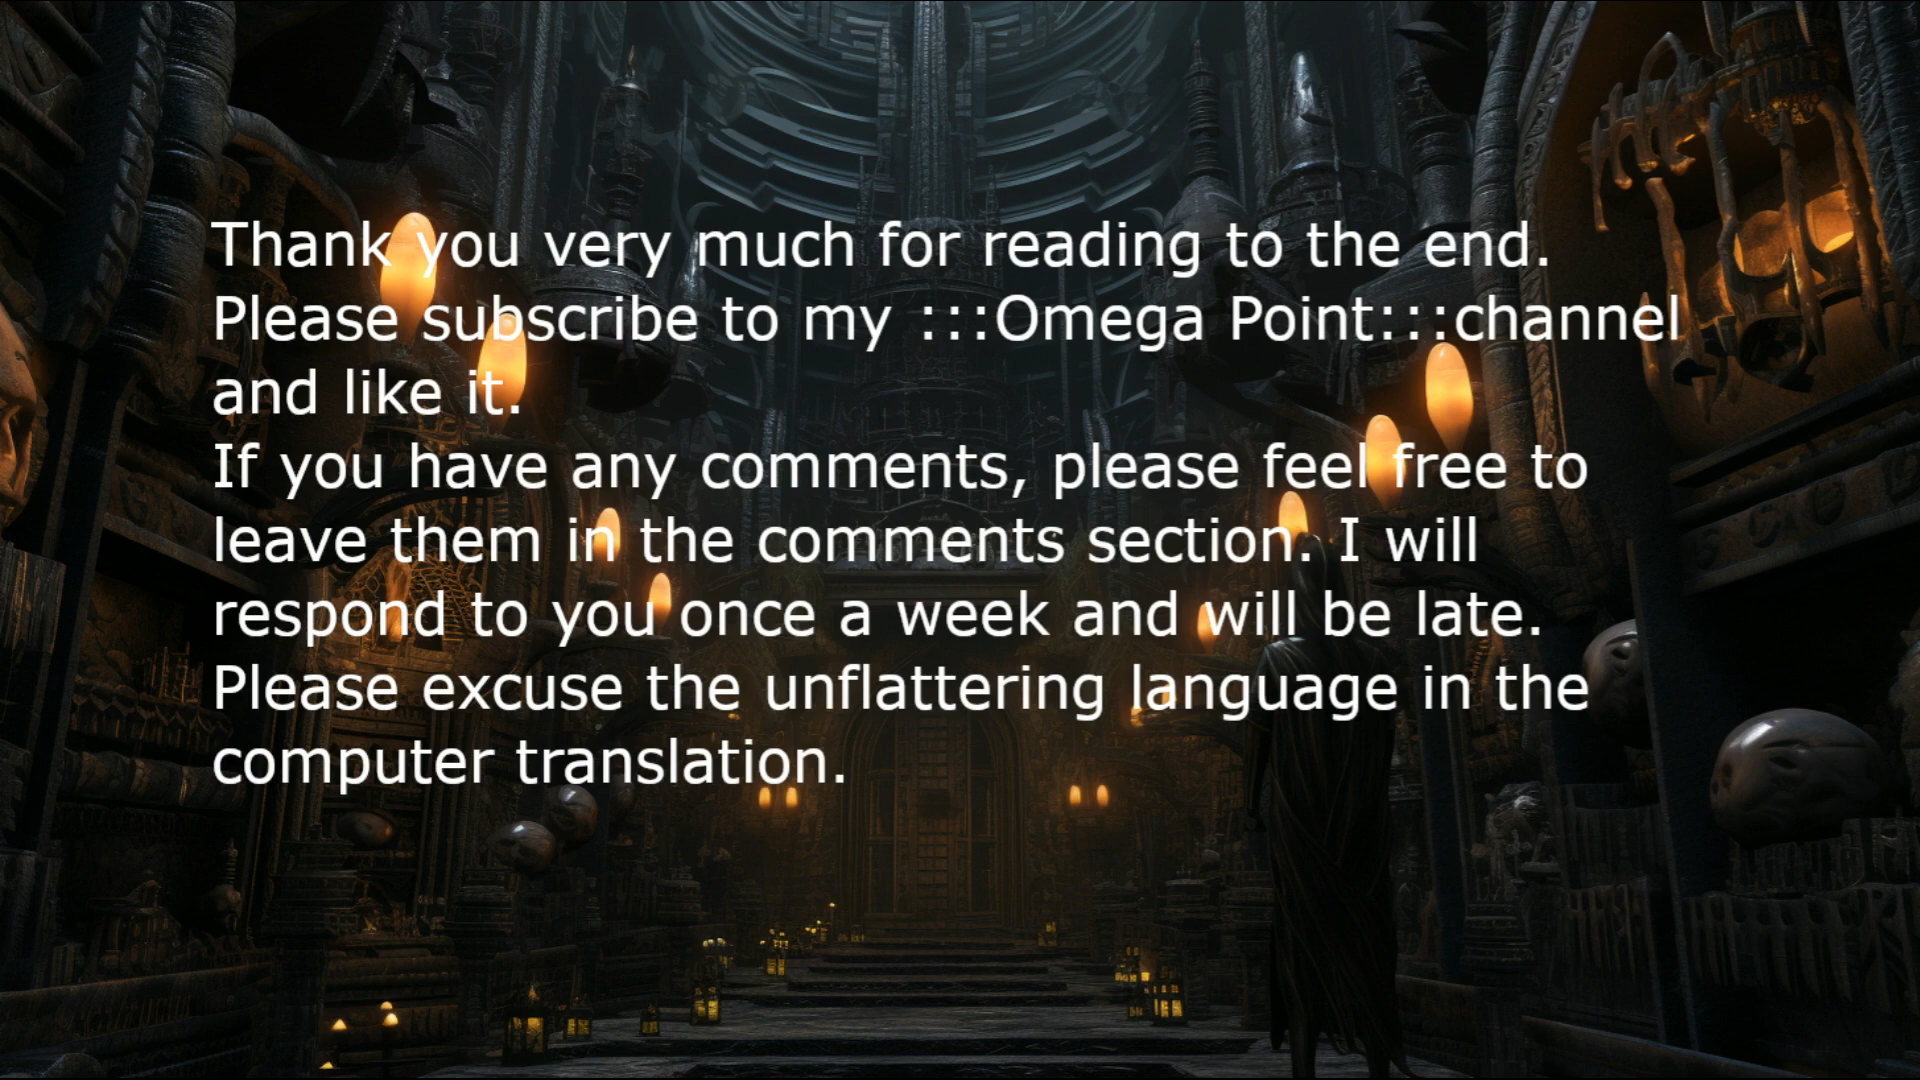 Thank you very much for reading to the end.
Please subscribe to my :::Omega Point:::channel
and like it.
If you have any comments, please feel free to
leave them in the comments section. I will
respond to you once a week and will be late.
Please excuse the unflattering language in the
computer translation.